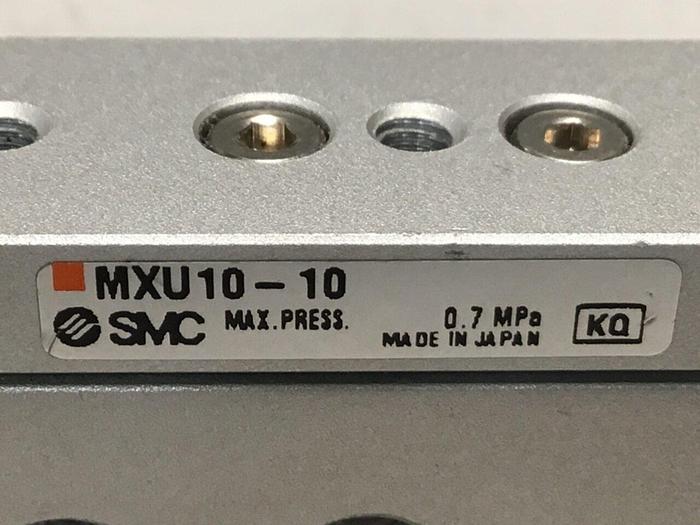 MXU10-10
SMC MAX.PRESS. 0.7 MPa
MADE IN JAPAN
KQ